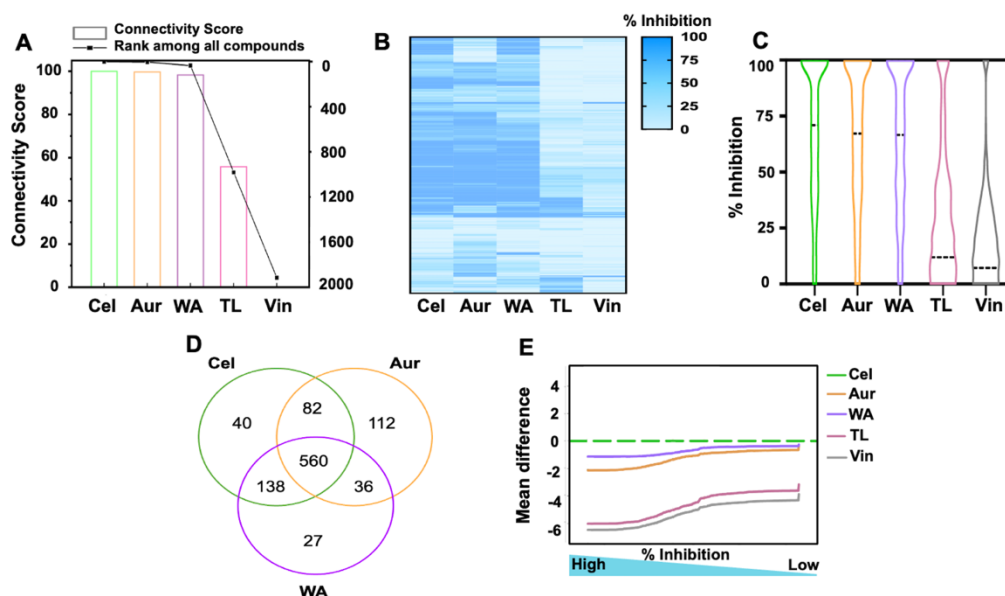 A
Connectivity Score
Rank among all compounds
Connectivity Score
100
80
60
40
20
0
0
400
800
1200
1600
2000
Cel Aur WA TL Vin
B
% Inhibition
100
75
50
25
0
Cel Aur WA TL Vin
C
% Inhibition
100
75
50
25
0
Cel Aur WA TL Vin
D
Cel
Aur
40
82
112
560
138
36
27
WA
E
Mean difference
4
2
0
-2
-4
-6
Cel
Aur
WA
TL
Vin
% Inhibition
High
Low